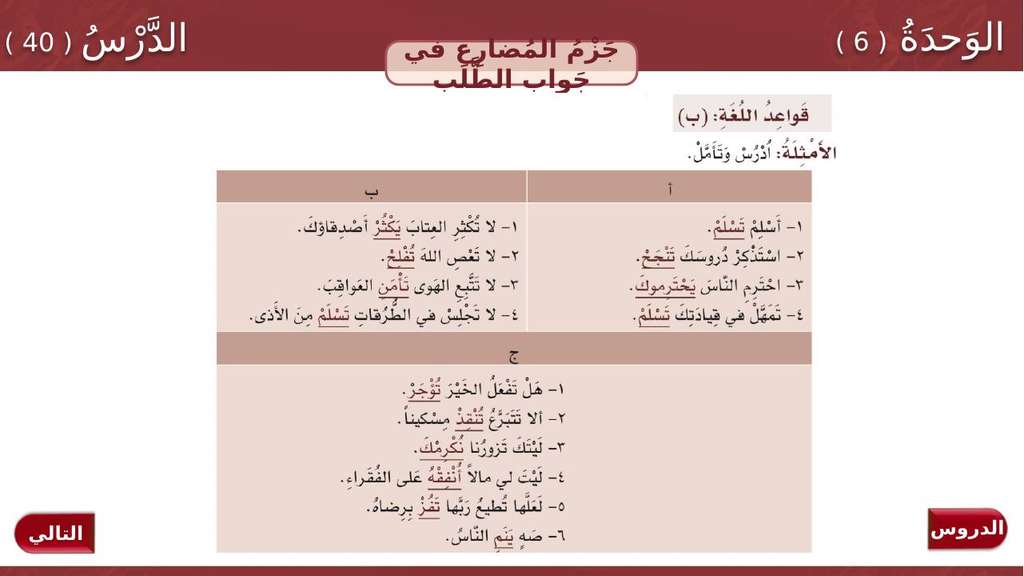 الوَحدَةُ ( 6 )
الدَّرْسُ ( 40 )
جَزْمُ المُضارِعِ في
جَوابِ الطَّلَبِ
قَواعِدُ اللُغَةِ: (ب)
الأَمْثِلَةُ: اُدْرُسْ وَتَأَمَّلْ.
أ
١- أَسْلِمْ تَسْلَمْ.
٢- اسْتَذْكِرْ دُروسَكَ تَنْجَحْ.
٣- احْتَرِمِ النّاسَ يَحْتَرِموكَ.
٤- تَمَهَّلْ في قِيادَتِكَ تَسْلَمْ.
ب
١- لا تُكْثِرِ العِتابَ يَكْثُرْ أَصْدِقاؤكَ.
٢- لا تَعْصِ اللهَ تُفْلِحْ.
٣- لا تَتَّبِعِ الهَوى تَأْمَنِ العَواقِبَ.
٤- لا تَجْلِسْ في الطُّرُقاتِ تَسْلَمْ مِنَ الأَذى.
ج
١- هَلْ تَفْعَلُ الخَيْرَ تُؤْجَرْ.
٢- ألا تَتَبَرَّعُ تُنْقِذْ مِسْكيناً.
٣- لَيْتَكَ تَزورُنا نُكْرِمْكَ.
٤- لَيْتَ لي مالاً أُنْفِقْهُ عَلى الفُقَراءِ.
٥- لَعَلَّها تُطيعُ رَبَّها تَفُزْ بِرِضاهُ.
٦- صَهٍ يَنَمِ النّاسُ.
الدروس
التالي